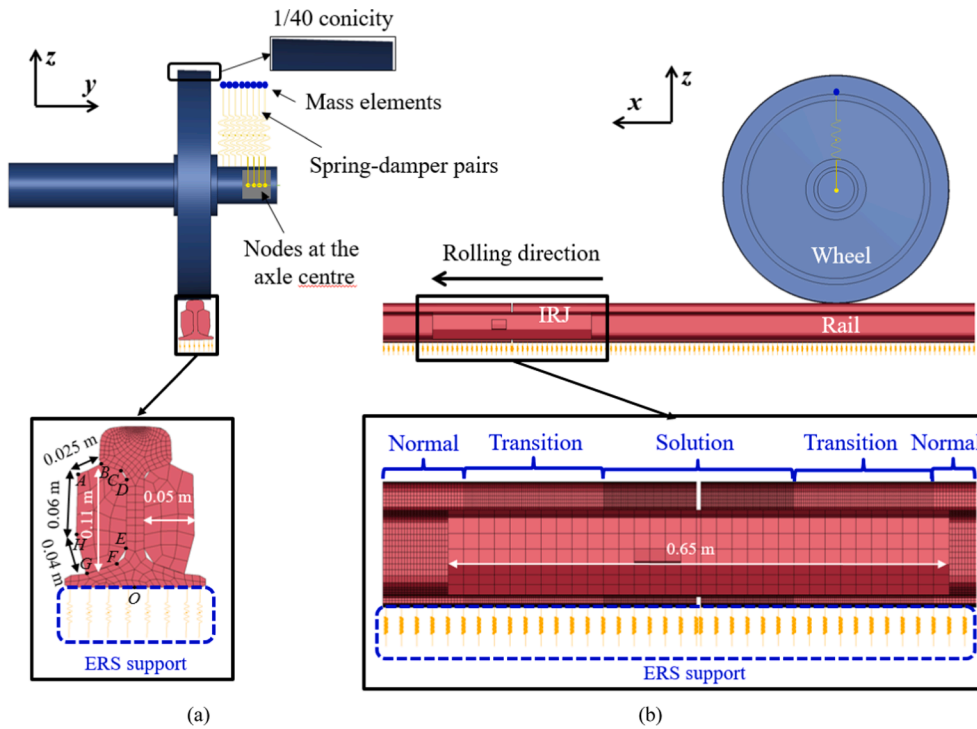 1/40 conicity
z
y
Mass elements
Spring-damper pairs
Nodes at the
axle centre
z
x
Wheel
Rolling direction
IRJ
Rail
0.025 m
A
B
C
D
0.06 m
0.11 m
0.05 m
H
E
F
0.04 m
G
O
ERS support
(a)
Normal
Transition
Solution
Transition
Normal
0.65 m
ERS support
(b)